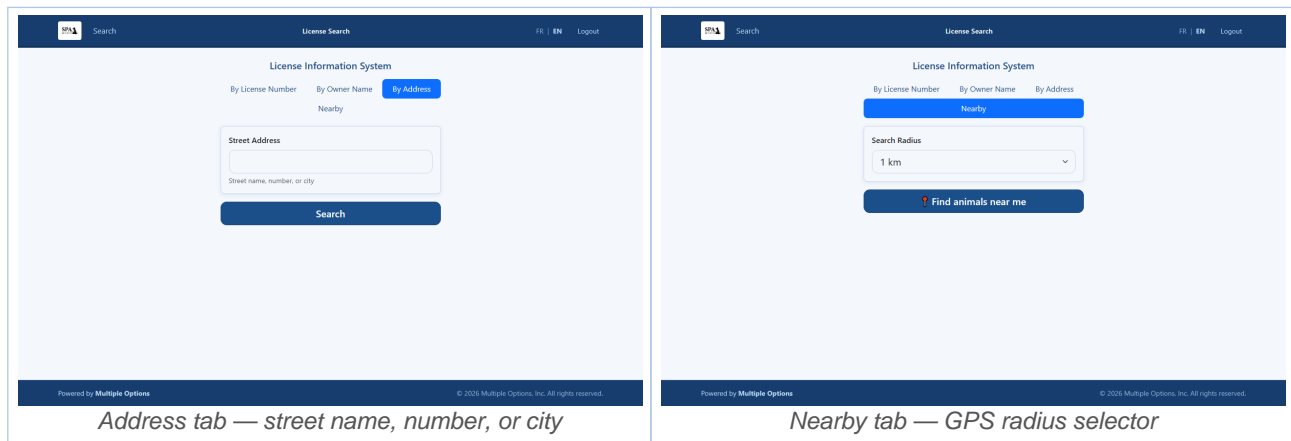 SPA
Search
License Search
FR | EN
Logout
License Information System
By License Number
By Owner Name
By Address
Nearby
Street Address
Street name, number, or city
Search
Powered by Multiple Options
© 2026 Multiple Options, Inc. All rights reserved.
Address tab — street name, number, or city
SPA
Search
License Search
FR | EN
Logout
License Information System
By License Number
By Owner Name
By Address
Nearby
Search Radius
1 km
Find animals near me
Powered by Multiple Options
© 2026 Multiple Options, Inc. All rights reserved.
Nearby tab — GPS radius selector